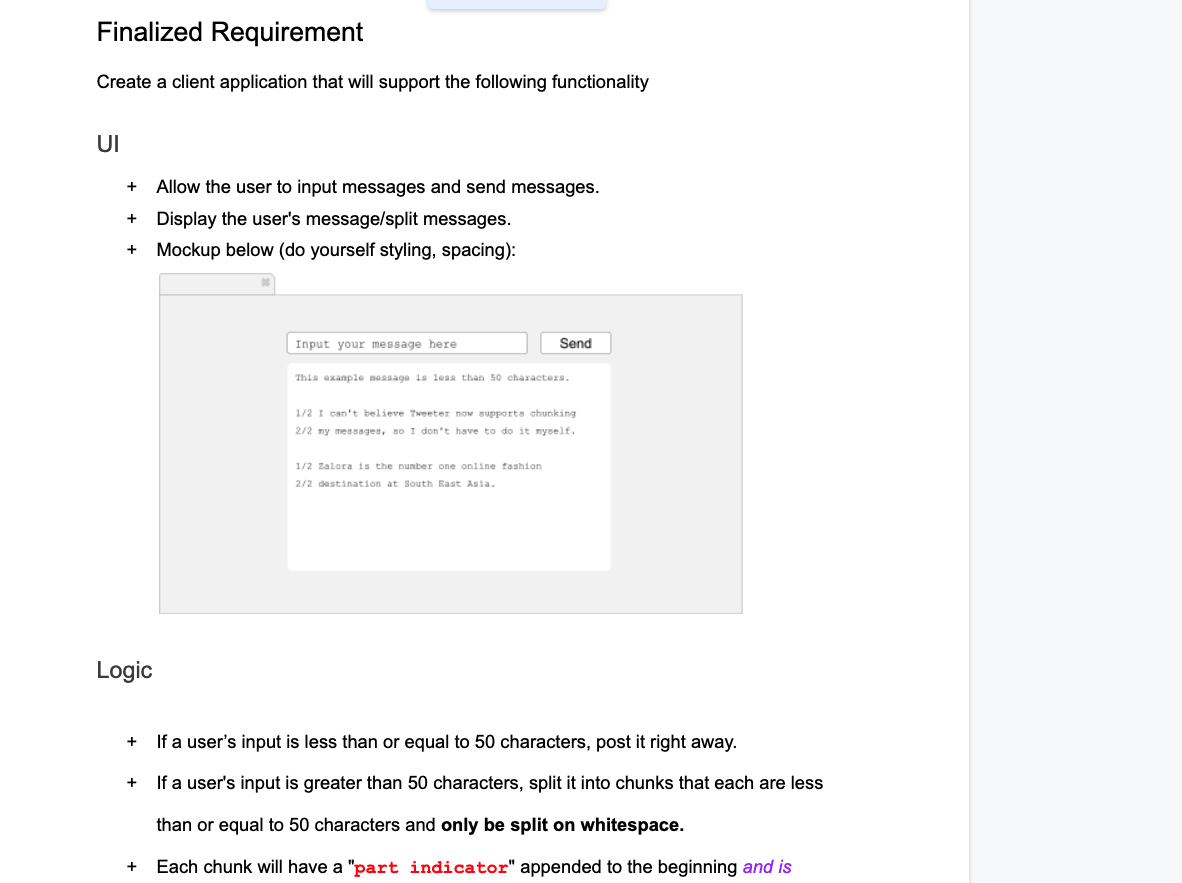 Finalized Requirement
Create a client application that will support the following functionality
UI
+ Allow the user to input messages and send messages.
+ Display the user's message/split messages.
+ Mockup below (do yourself styling, spacing):
⌘
Input your message here
Send
This example message is less than 50 characters.
1/2 I can't believe Tweeter now supports chunking
2/2 my messages, so I don't have to do it myself.
1/2 Zalora is the number one online fashion
2/2 destination at South East Asia.
Logic
+ If a user’s input is less than or equal to 50 characters, post it right away.
+ If a user's input is greater than 50 characters, split it into chunks that each are less
than or equal to 50 characters and only be split on whitespace.
+ Each chunk will have a "part indicator" appended to the beginning and is